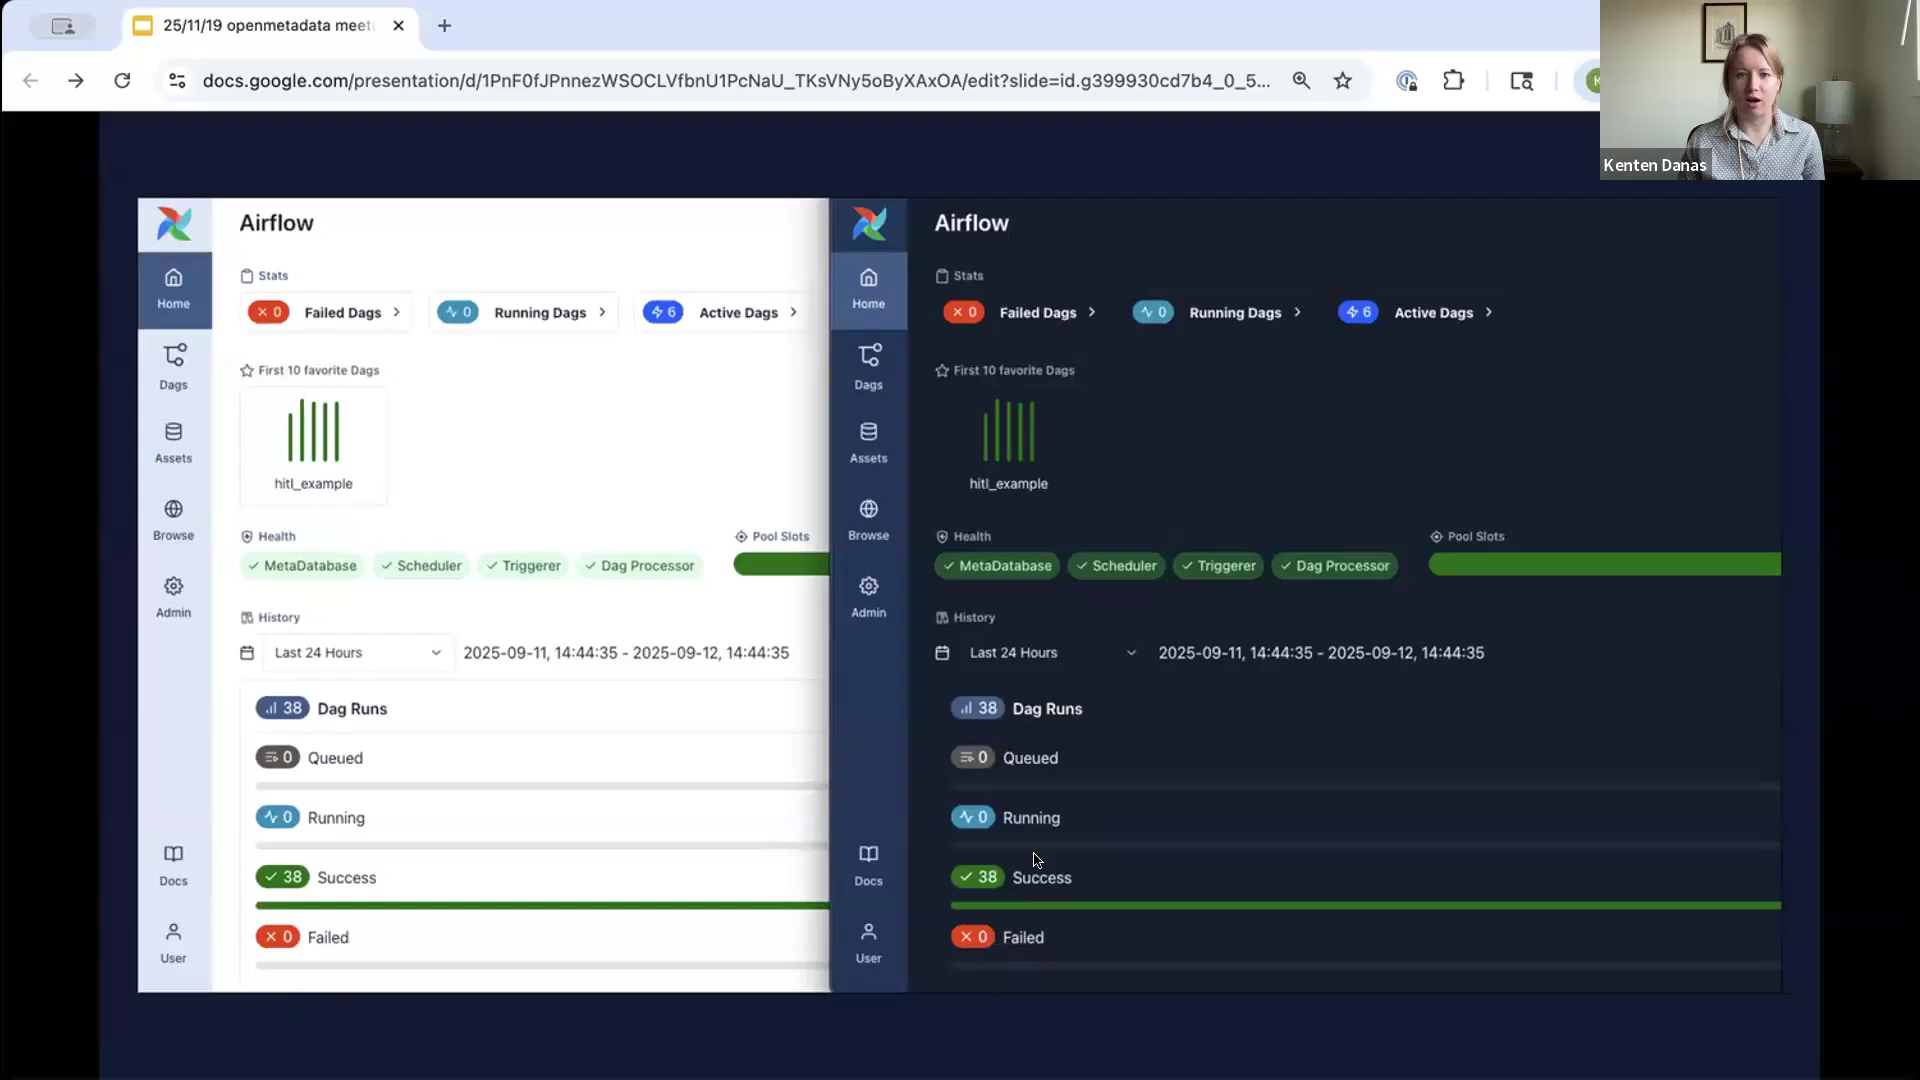 25/11/19 openmetadata meet
docs.google.com/presentation/d/1PnF0fJPnnezWSOCLVfbnU1PcNaU_TKsVNy5oByXAxOA/edit?slide=id.g399930cd7b4_0_5...
Kenten Danas
Airflow
Home
Dags
Assets
Browse
Admin
Docs
User
Stats
0 Failed Dags
0 Running Dags
6 Active Dags
First 10 favorite Dags
hitl_example
Health
Pool Slots
MetaDatabase
Scheduler
Triggerer
Dag Processor
History
Last 24 Hours
2025-09-11, 14:44:35 - 2025-09-12, 14:44:35
38 Dag Runs
0 Queued
0 Running
38 Success
0 Failed
Airflow
Home
Dags
Assets
Browse
Admin
Docs
User
Stats
0 Failed Dags
0 Running Dags
6 Active Dags
First 10 favorite Dags
hitl_example
Health
Pool Slots
MetaDatabase
Scheduler
Triggerer
Dag Processor
History
Last 24 Hours
2025-09-11, 14:44:35 - 2025-09-12, 14:44:35
38 Dag Runs
0 Queued
0 Running
38 Success
0 Failed